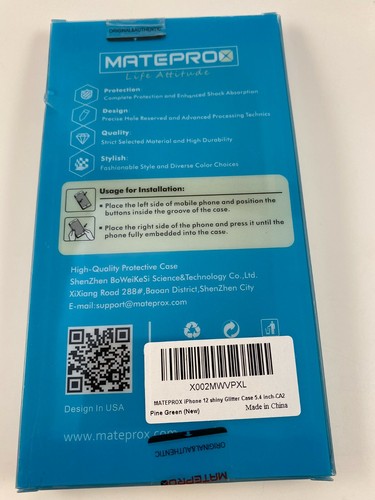 ORIGINAL&AUTHENTIC
MATEPROX
Life Attitude
Protection
Complete Protection and Enhanced Shock Absorption
Design
Precise Hole Reserved and Advanced Processing Technics
Quality
Strict Selected Material and High Durability
Stylish:
Fashionable Style and Diverse Color Choices
Usage for Installation:
• Place the left side of mobile phone and position the
buttons inside the groove of the case.
• Place the right side of the phone and press it until the
phone fully embedded into the case.
High-Quality Protective Case
ShenZhen BoWeiKeSi Science&Technology Co.,Ltd.
XiXiang Road 288#,Baoan District,ShenZhen City
E-mail:support@mateprox.com
X002MWVPXL
MATEPROX iPhone 12 shiny Glitter Case 5.4 inch-CA2
Pine Green (New)
Made in China
Design In USA
www.mateprox.com
ORIGINAL&AUTHENTIC
MATEPROX